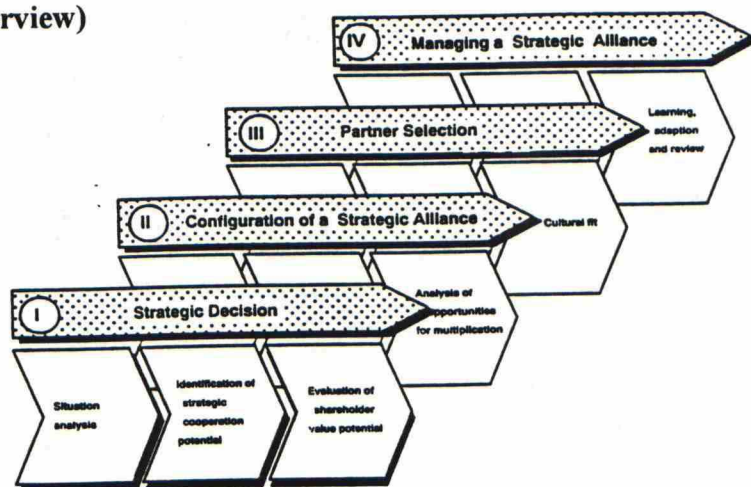 rview)
IV Managing a Strategic Alliance
Learning,
adaption
and review
III Partner Selection
Cultural fit
II Configuration of a Strategic Alliance
Analysis of
opportunities
for multiplication
I Strategic Decision
Situation
analysis
Identification of
strategic
cooperation
potential
Evaluation of
shareholder
value potential